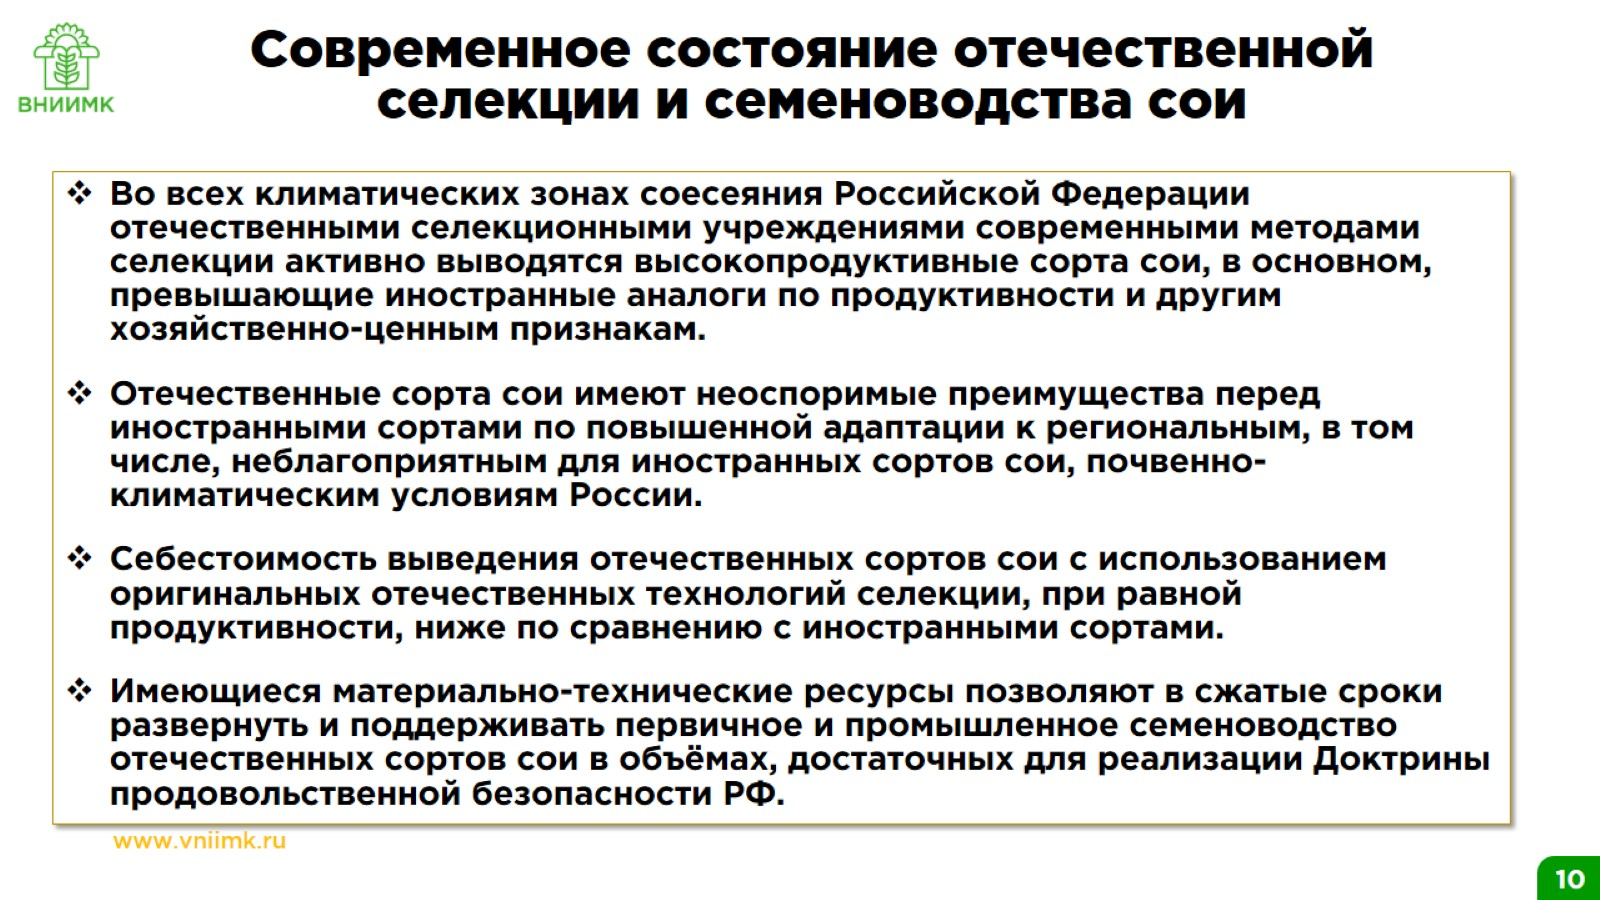 ВНИИМК
Современное состояние отечественной
селекции и семеноводства сои
❖ Во всех климатических зонах соесеяния Российской Федерации
отечественными селекционными учреждениями современными методами
селекции активно выводятся высокопродуктивные сорта сои, в основном,
превышающие иностранные аналоги по продуктивности и другим
хозяйственно-ценным признакам.
❖ Отечественные сорта сои имеют неоспоримые преимущества перед
иностранными сортами по повышенной адаптации к региональным, в том
числе, неблагоприятным для иностранных сортов сои, почвенно-
климатическим условиям России.
❖ Себестоимость выведения отечественных сортов сои с использованием
оригинальных отечественных технологий селекции, при равной
продуктивности, ниже по сравнению с иностранными сортами.
❖ Имеющиеся материально-технические ресурсы позволяют в сжатые сроки
развернуть и поддерживать первичное и промышленное семеноводство
отечественных сортов сои в объёмах, достаточных для реализации Доктрины
продовольственной безопасности РФ.
www.vniimk.ru
10